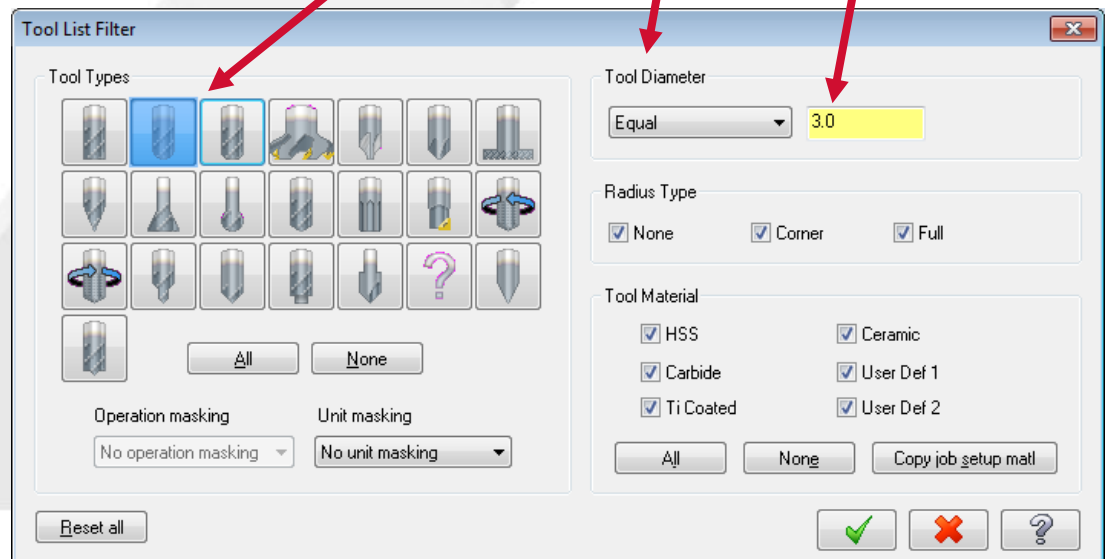 Tool List Filter
Tool Types
All
None
Operation masking
Unit masking
No operation masking
No unit masking
Reset all
Tool Diameter
Equal
3.0
Radius Type
None
Corner
Full
Tool Material
HSS
Ceramic
Carbide
User Def 1
Ti Coated
User Def 2
All
None
Copy job setup matl